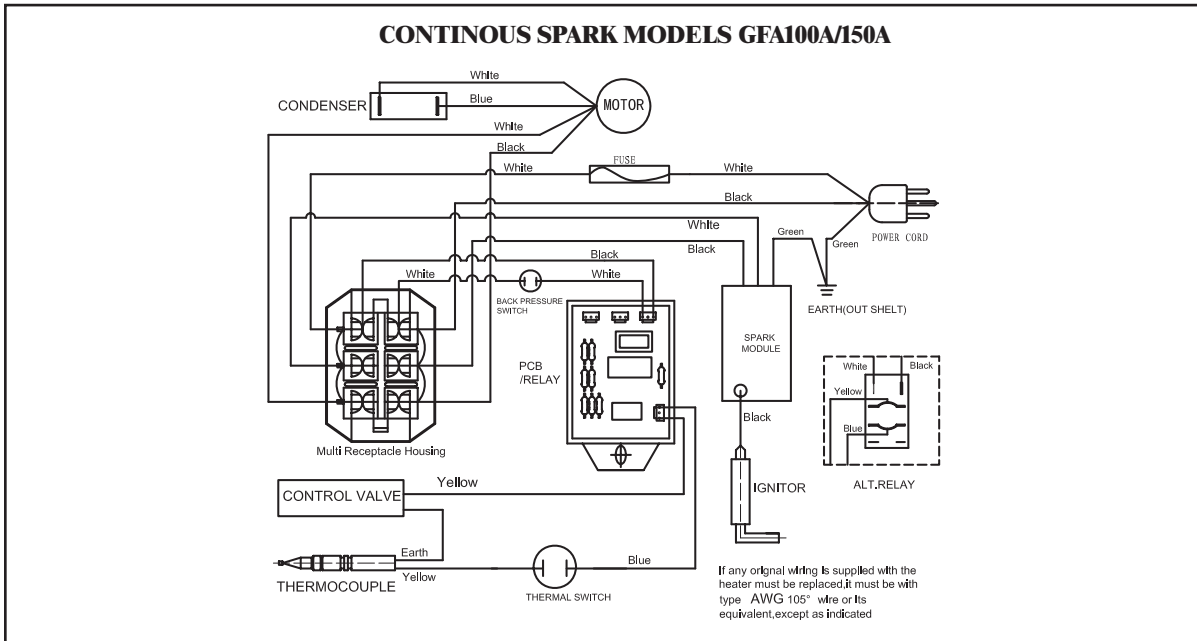 CONTINOUS SPARK MODELS GFA100A/150A
White
CONDENSER
Blue
MOTOR
White
Black
White
FUSE
White
Black
White
Green
Green
POWER CORD
Black
Black
White
White
BACK PRESSURE
SWITCH
EARTH(OUT SHELT)
SPARK
MODULE
PCB
/RELAY
White
Black
Yellow
Blue
Black
Multi Receptacle Housing
Yellow
CONTROL VALVE
IGNITOR
ALT.RELAY
Earth
Yellow
Blue
THERMOCOUPLE
THERMAL SWITCH
If any orignal wiring is supplied with the
heater must be replaced,it must be with
type AWG 105° wire or its
equivalent,except as indicated